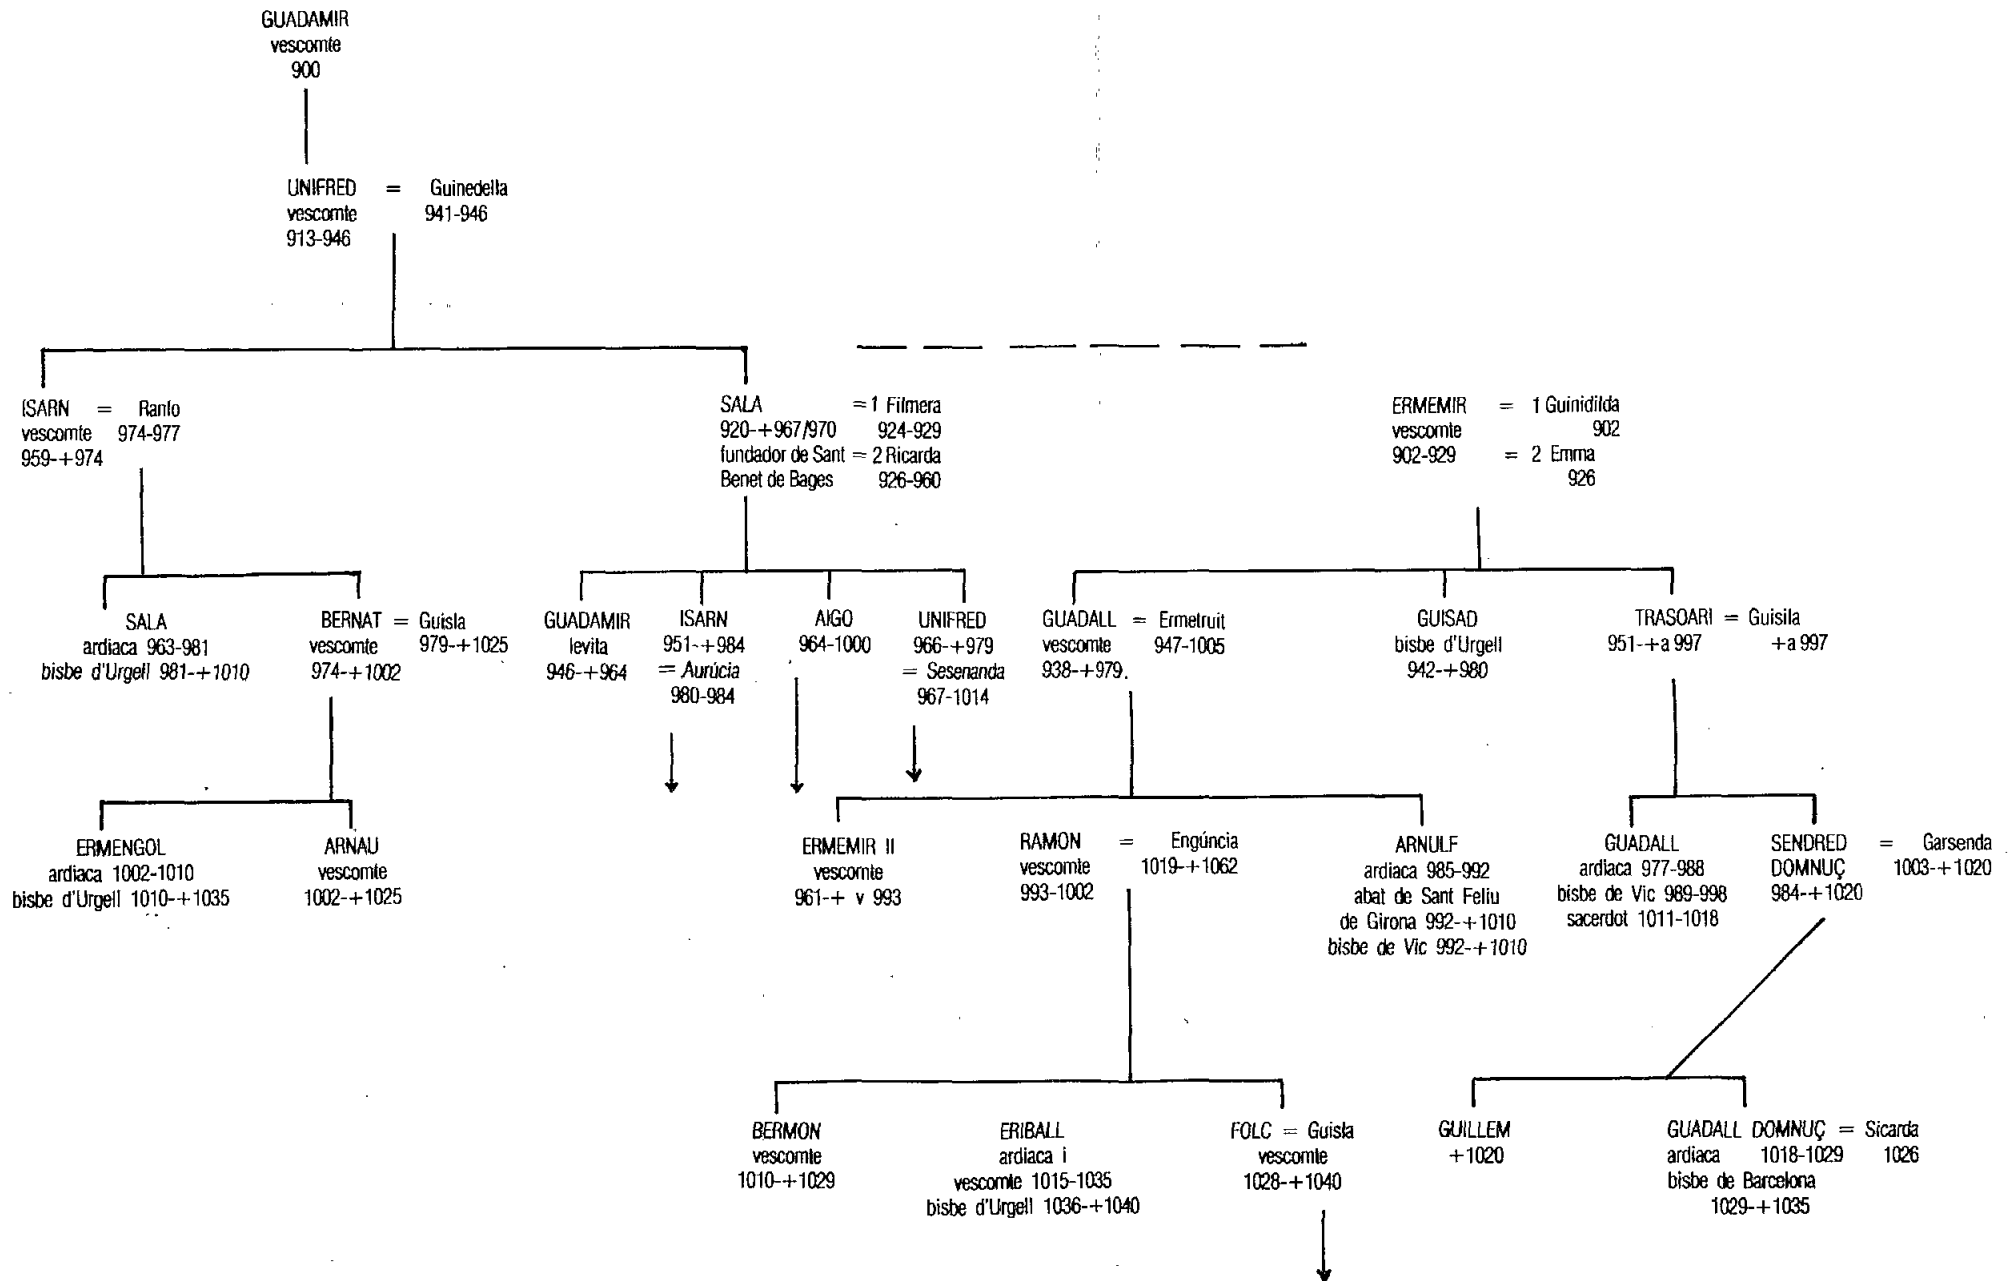 GUADAMIR
vescomte
900
UNIFRED = Guinedella
vescomte 941-946
913-946
ISARN = Ranlo
vescomte 974-977
959-+974
SALA =1 Filmera
920-+967/970 924-929
fundador de Sant = 2 Ricarda
Benet de Bages 926-960
ERMEMIR = 1 Guinidilda
vescomte 902
902-929 = 2 Emma
926
SALA
ardiaca 963-981
bisbe d'Urgell 981-+1010
BERNAT = Guisla
vescomte 979-+1025
974-+1002
GUADAMIR
levita
946-+964
ISARN
951-+984
= Aurúcia
980-984
AIGO
964-1000
UNIFRED
966-+979
= Sesenanda
967-1014
GUADALL = Ermetruit
vescomte 947-1005
938-+979.
GUISAD
bisbe d'Urgell
942-+980
TRASOARI = Guisila
951-+a 997 +a 997
ERMENGOL
ardiaca 1002-1010
bisbe d'Urgell 1010-+1035
ARNAU
vescomte
1002-+1025
ERMEMIR II
vescomte
961-+ v 993
RAMON = Engúncia
vescomte 1019-+1062
993-1002
ARNULF
ardiaca 985-992
abat de Sant Feliu
de Girona 992-+1010
bisbe de Vic 992-+1010
GUADALL
ardiaca 977-988
bisbe de Vic 989-998
sacerdot 1011-1018
SENDRED = Garsenda
DOMNUÇ 1003-+1020
984-+1020
BERMON
vescomte
1010-+1029
ERIBALL
ardiaca i
vescomte 1015-1035
bisbe d'Urgell 1036-+1040
FOLC = Guisla
vescomte
1028-+1040
GUILLEM
+1020
GUADALL DOMNUÇ = Sicarda
ardiaca 1018-1029 1026
bisbe de Barcelona
1029-+1035